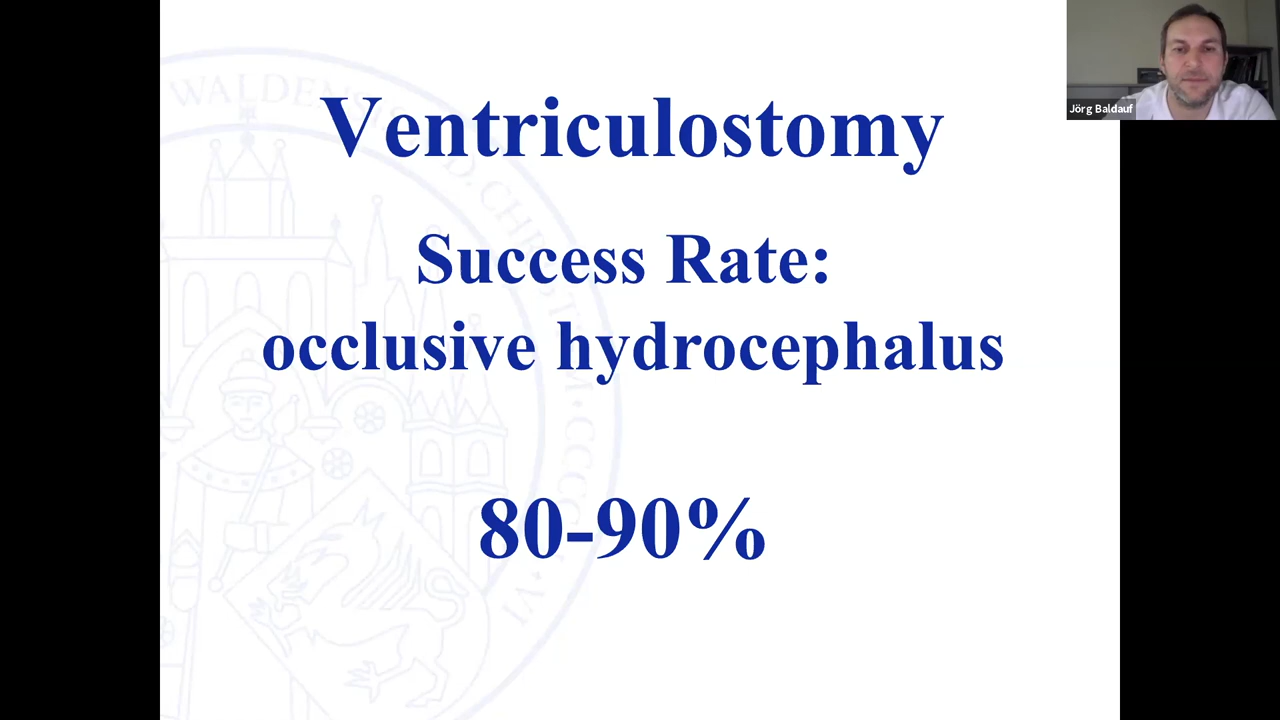 Ventriculostomy
Success Rate:
occlusive hydrocephalus
80-90%
Jörg Baldauf